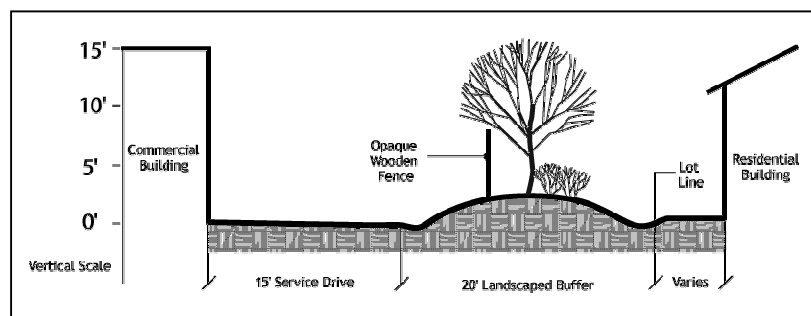 15'
10'
5'
0'
Vertical Scale
Commercial
Building
Opaque
Wooden
Fence
Lot
Line
Residential
Building
15' Service Drive
20' Landscaped Buffer
Varies